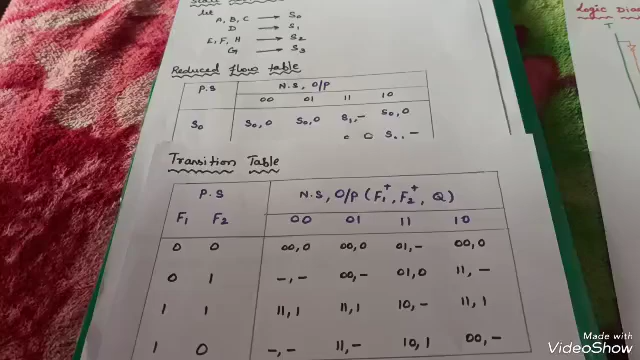 let
A, B, C → S0
D → S1
E, F, H → S2
G → S3
Reduced flow table
P.S N.S, O/P
00 01 11 10
S0 S0, 0 S0, 0 S1, – S0, 0
Transition Table
P.S N.S, O/P (F1+, F2+, Q)
F1 F2 00 01 11 10
0 0 00, 0 00, 0 01, – 00, 0
0 1 –, – 00, – 01, 0 11, –
1 1 11, 1 11, 1 10, – 11, 1
1 0 –, – 11, – 10, 1 00, –
Logic Dia
T
Made with
VideoShow